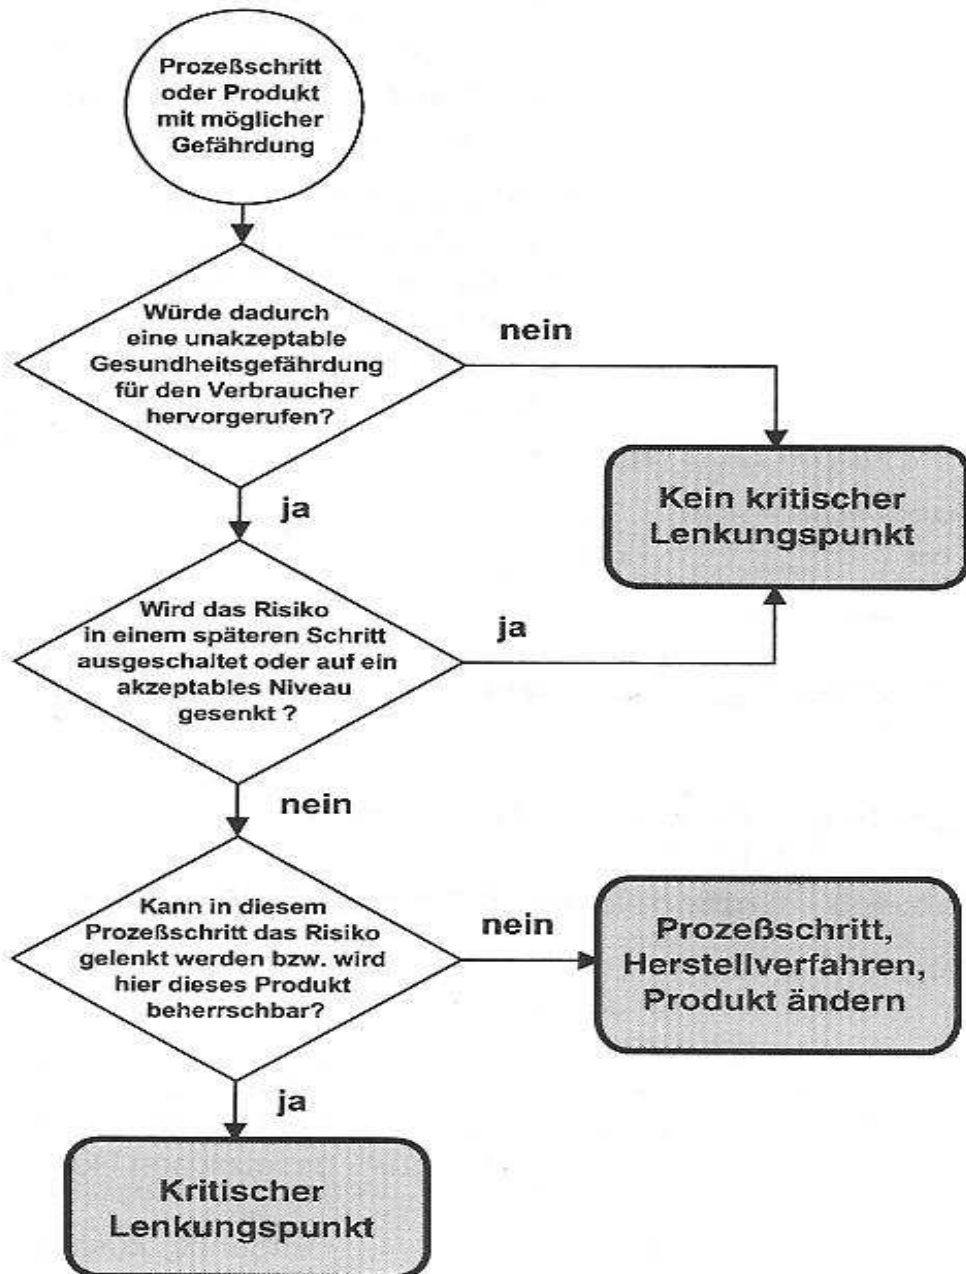 Prozeßschritt
oder Produkt
mit möglicher
Gefährdung
Würde dadurch
eine unakzeptable
Gesundheitsgefährdung
für den Verbraucher
hervorgerufen?
nein
Kein kritischer
Lenkungspunkt
ja
Wird das Risiko
in einem späteren Schritt
ausgeschaltet oder auf ein
akzeptables Niveau
gesenkt ?
ja
nein
Kann in diesem
Prozeßschritt das Risiko
gelenkt werden bzw. wird
hier dieses Produkt
beherrschbar?
nein
Prozeßschritt,
Herstellverfahren,
Produkt ändern
ja
Kritischer
Lenkungspunkt